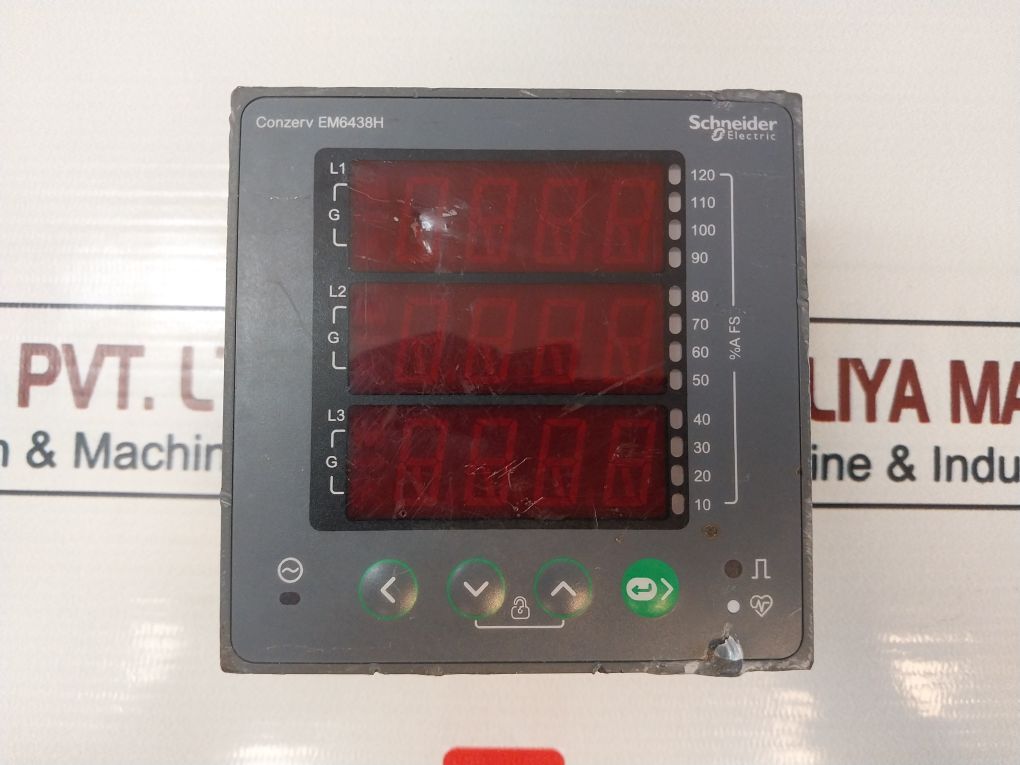 Conzerv EM6438H
Schneider
Electric
L1
G
L2
G
L3
G
120
110
100
90
80
70
60
50
40
30
20
10
%A FS
PVT. L
& Machin
LIYA MA
ine & Indu